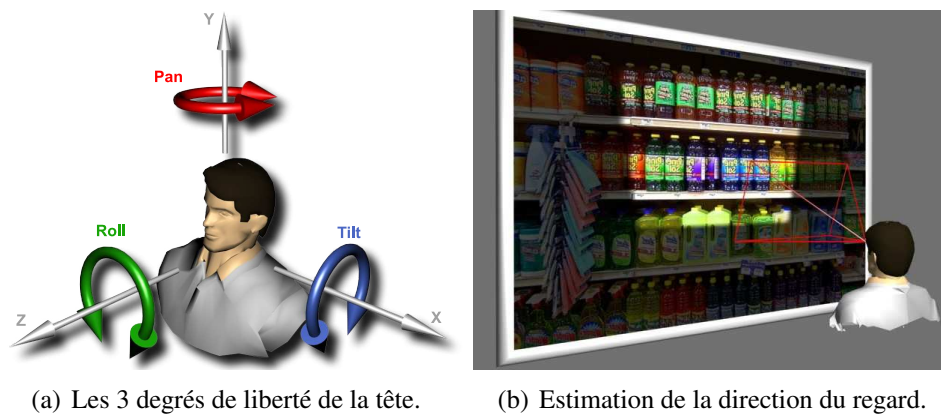 Y
Pan
Roll
Tilt
Z
X
(a) Les 3 degrés de liberté de la tête.
(b) Estimation de la direction du regard.